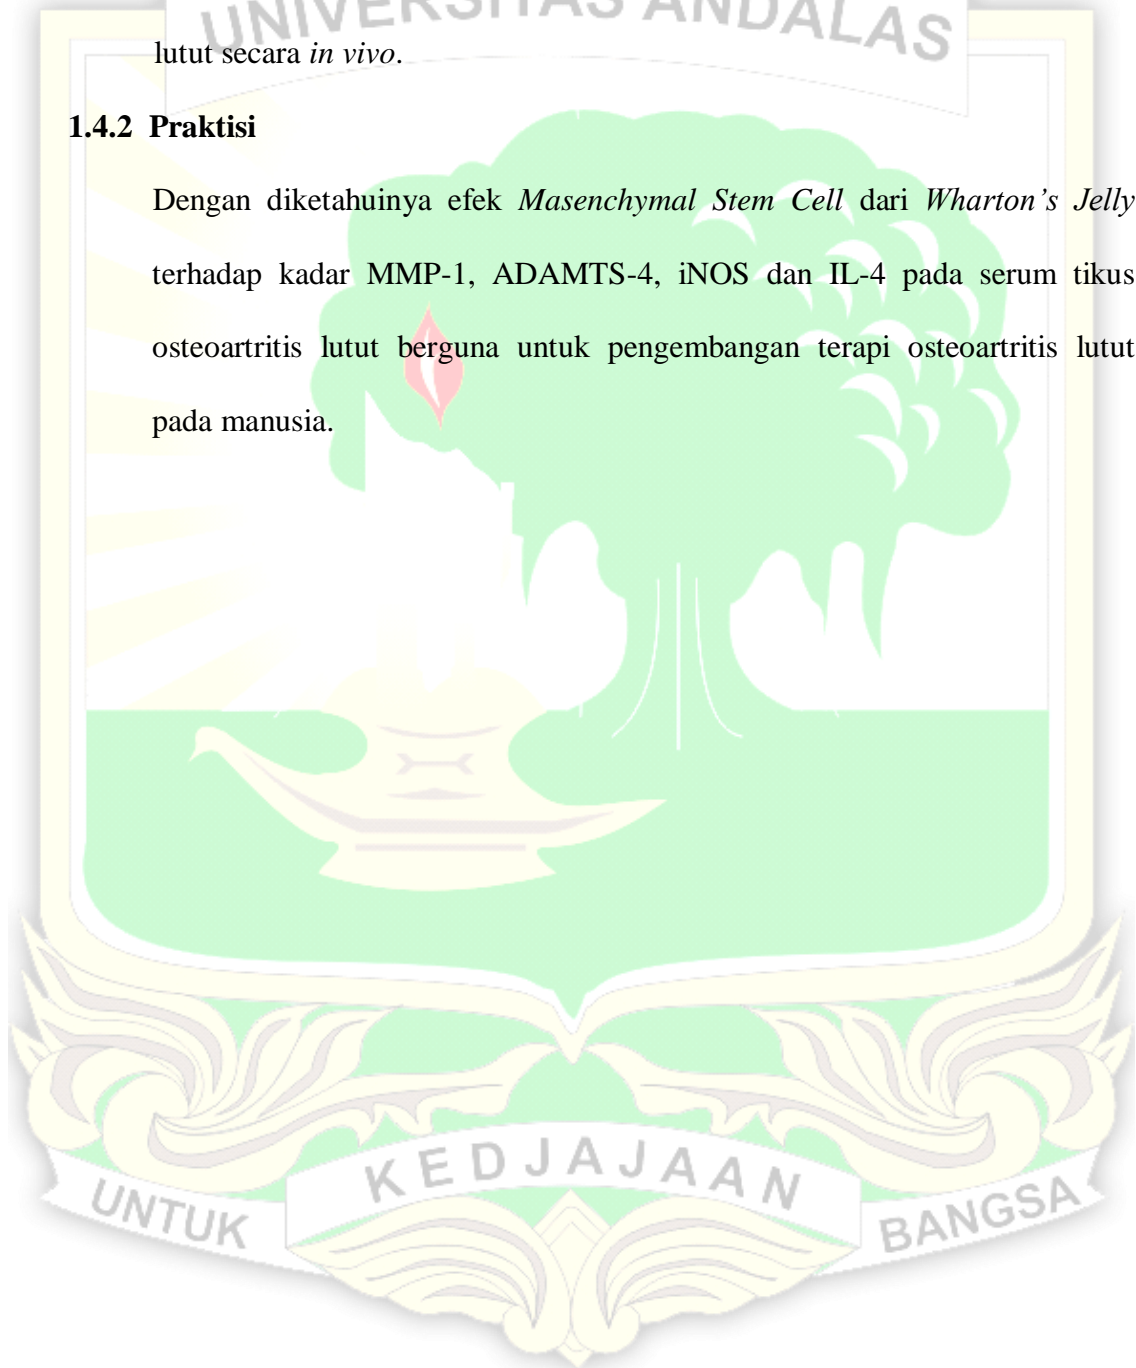 UNIVERSITAS ANDALAS
lutut secara in vivo.
1.4.2 Praktisi
Dengan diketahuinya efek Masenchymal Stem Cell dari Wharton’s Jelly
terhadap kadar MMP-1, ADAMTS-4, iNOS dan IL-4 pada serum tikus
osteoartritis lutut berguna untuk pengembangan terapi osteoartritis lutut
pada manusia.
UNTUK KEDJAJAAN BANGSA